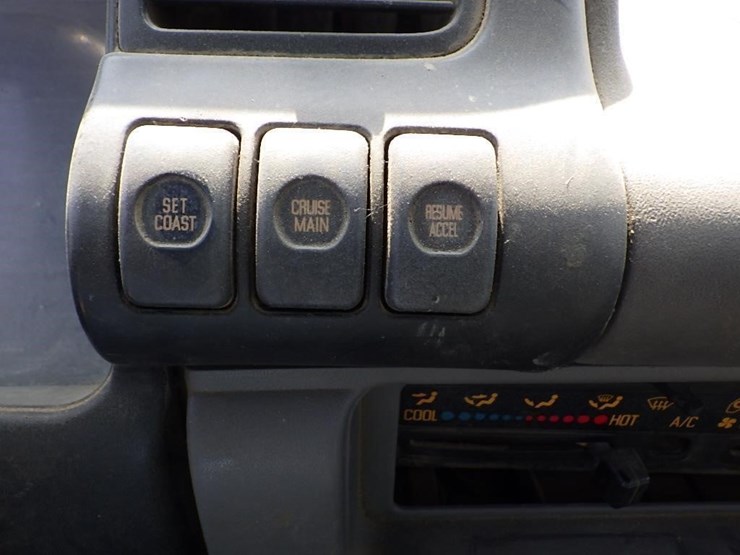 SET
COAST
CRUISE
MAIN
RESUME
ACCEL
COOL
HOT
A/C